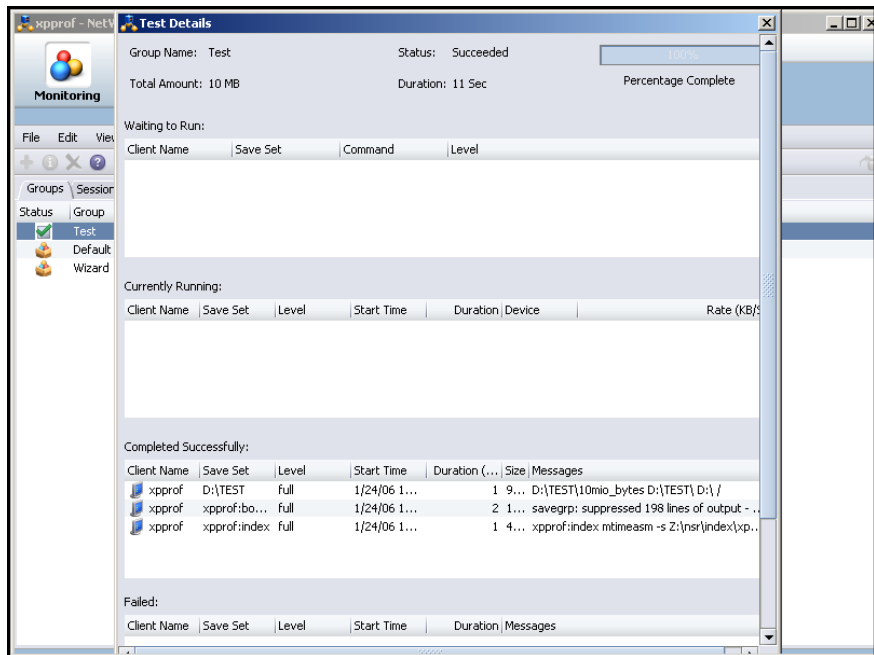 xpprof - NetW
Test Details
Monitoring
File Edit View
Groups Session
Status Group
Test
Default
Wizard
Group Name: Test Status: Succeeded 100%
Total Amount: 10 MB Duration: 11 Sec Percentage Complete
Waiting to Run:
Client Name Save Set Command Level
Currently Running:
Client Name Save Set Level Start Time Duration Device Rate (KB/S
Completed Successfully:
Client Name Save Set Level Start Time Duration (... Size Messages
xpprof D:\TEST full 1/24/06 1... 1 9... D:\TEST\10mio_bytes D:\TEST\ D:\ /
xpprof xpprof:bo... full 1/24/06 1... 2 1... savegrp: suppressed 198 lines of output - ..
xpprof xpprof:index full 1/24/06 1... 1 4... xpprof:index mtimeasm -s Z:\nsr\index\xp...
Failed:
Client Name Save Set Level Start Time Duration Messages